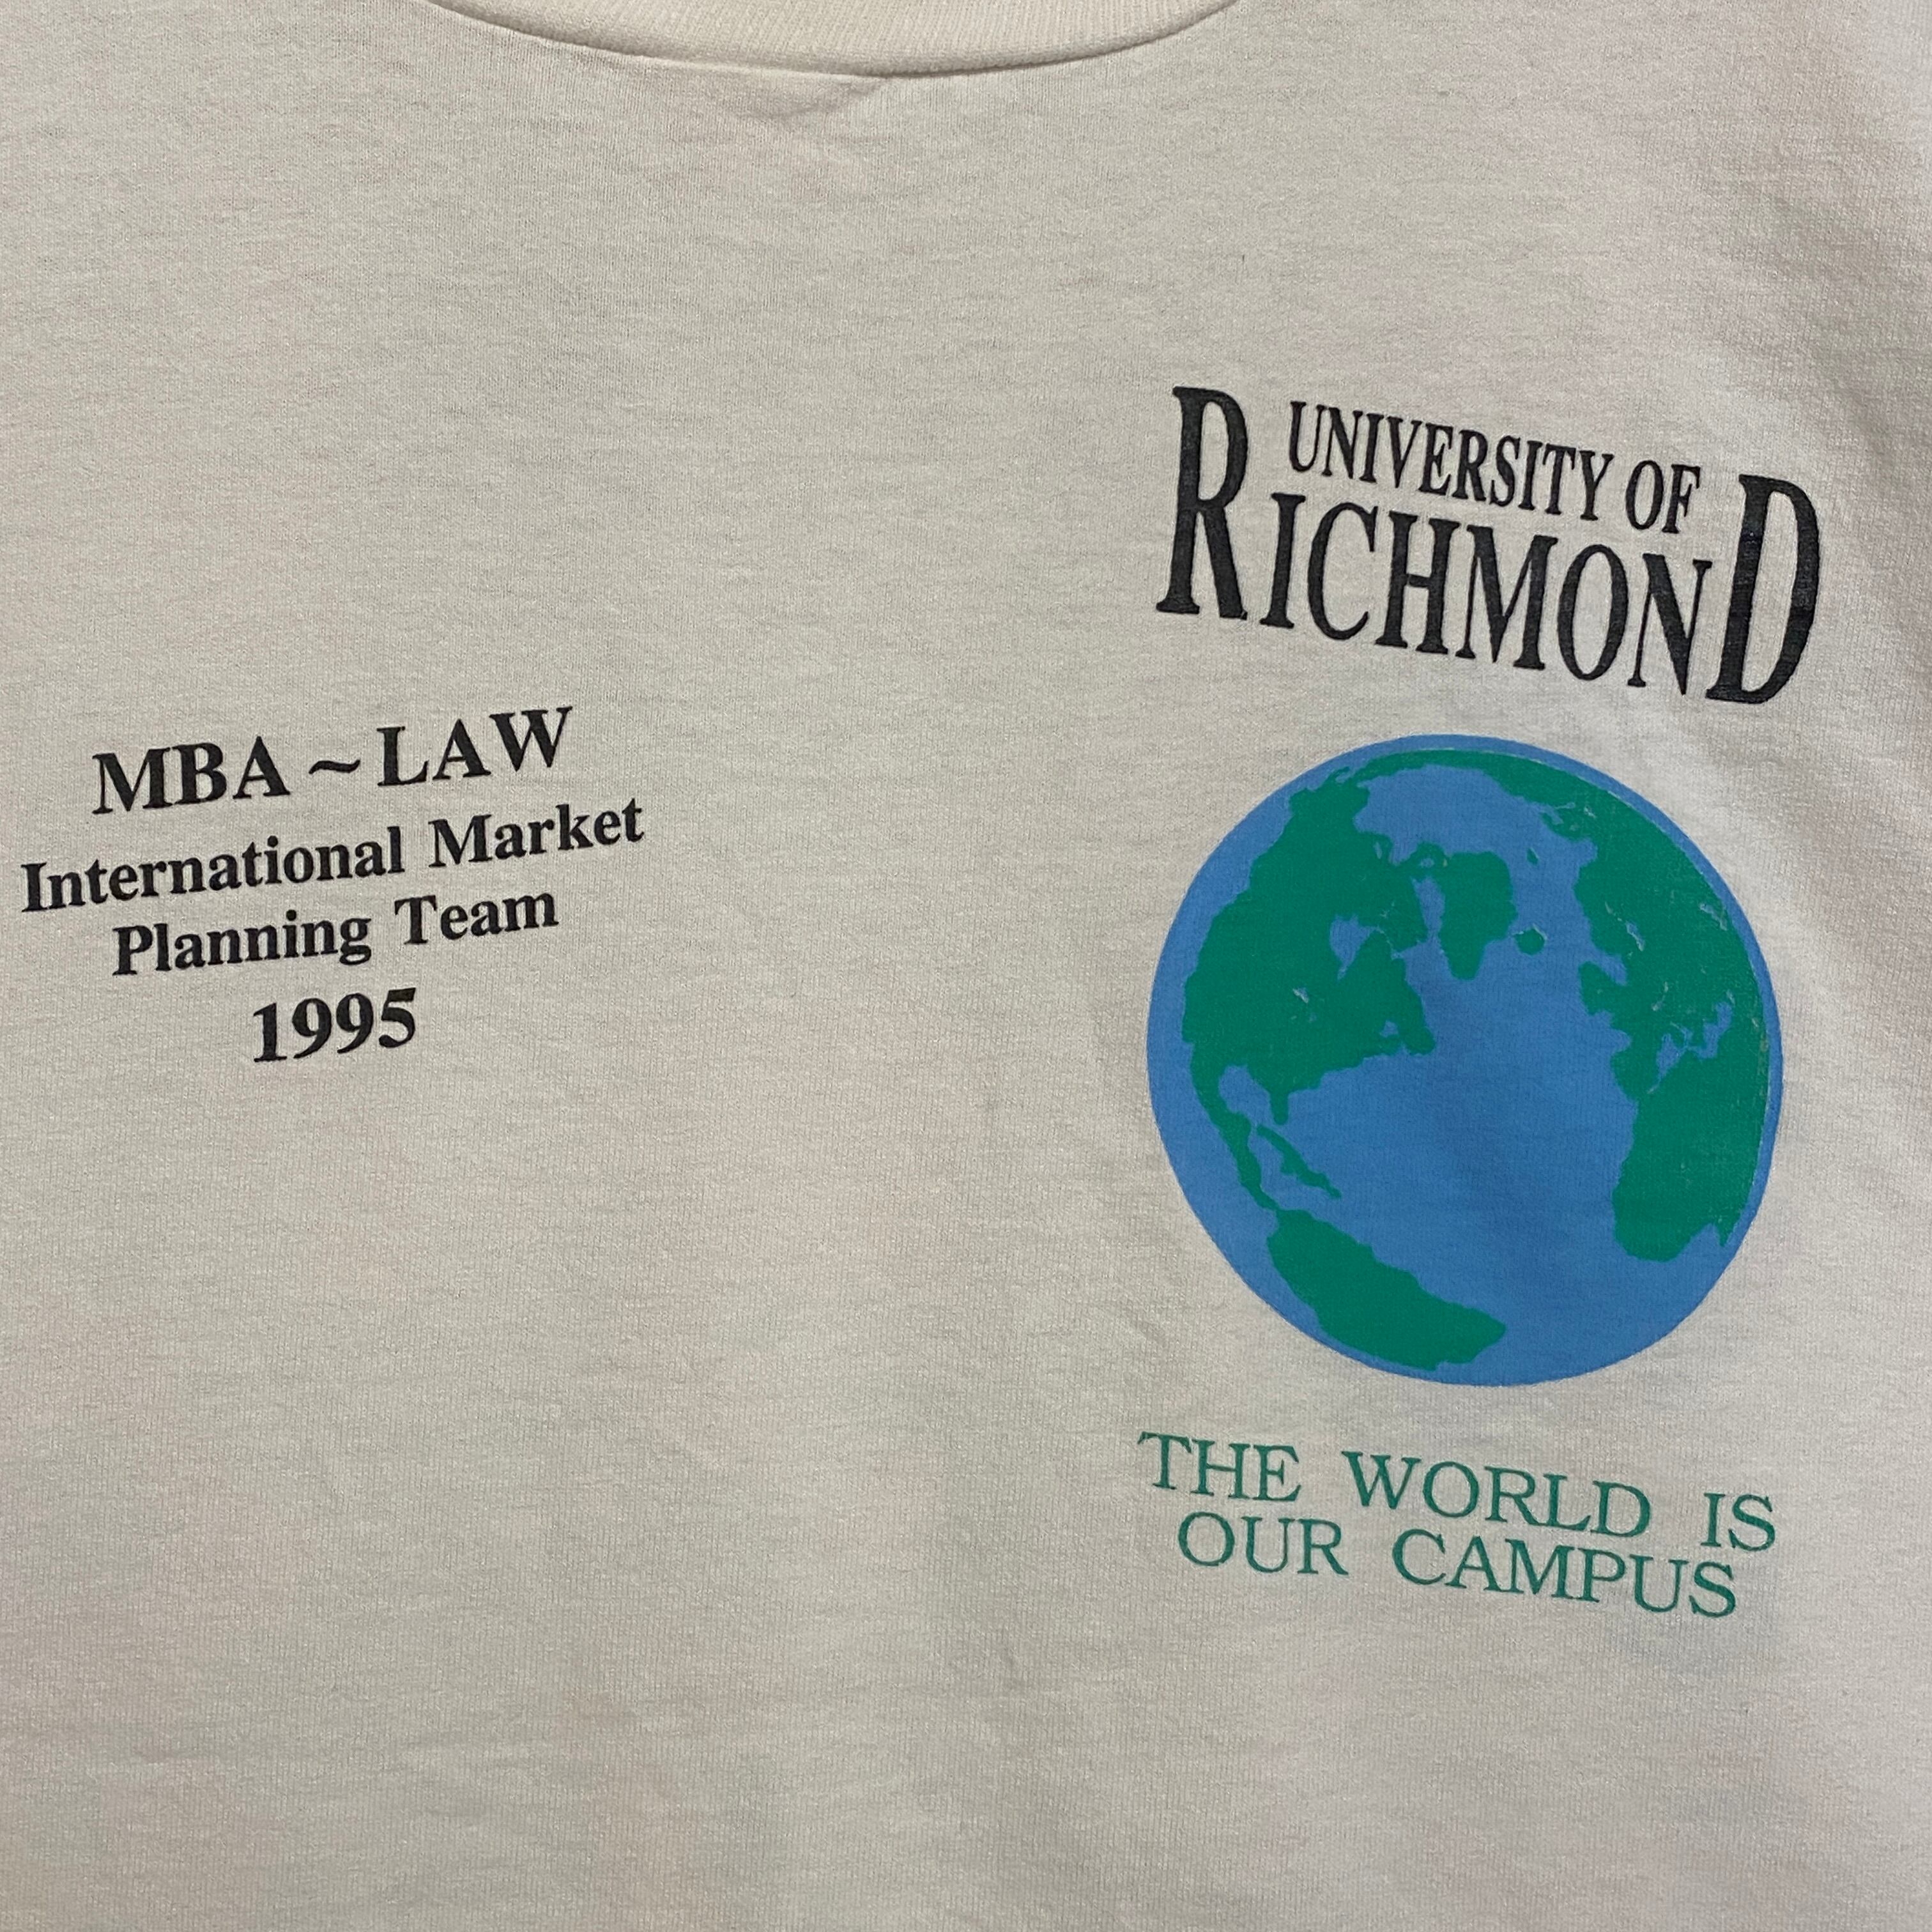 MBA ~ LAW
International Market
Planning Team
1995
UNIVERSITY OF
RICHMOND
THE WORLD IS
OUR CAMPUS